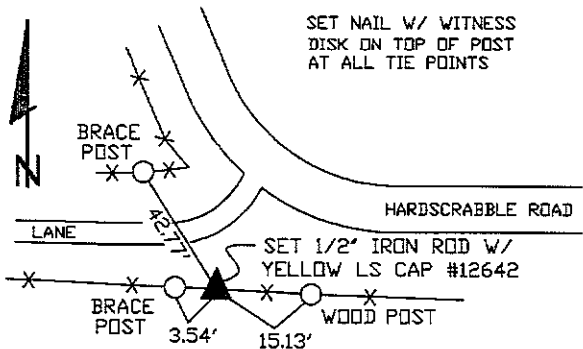 SET NAIL W/ WITNESS
DISK ON TOP OF POST
AT ALL TIE POINTS
BRACE
POST
N
42.77'
HARDSCRABBLE ROAD
LANE
SET 1/2" IRON ROD W/
YELLOW LS CAP #12642
BRACE
POST
WOOD POST
3.54'
15.13'